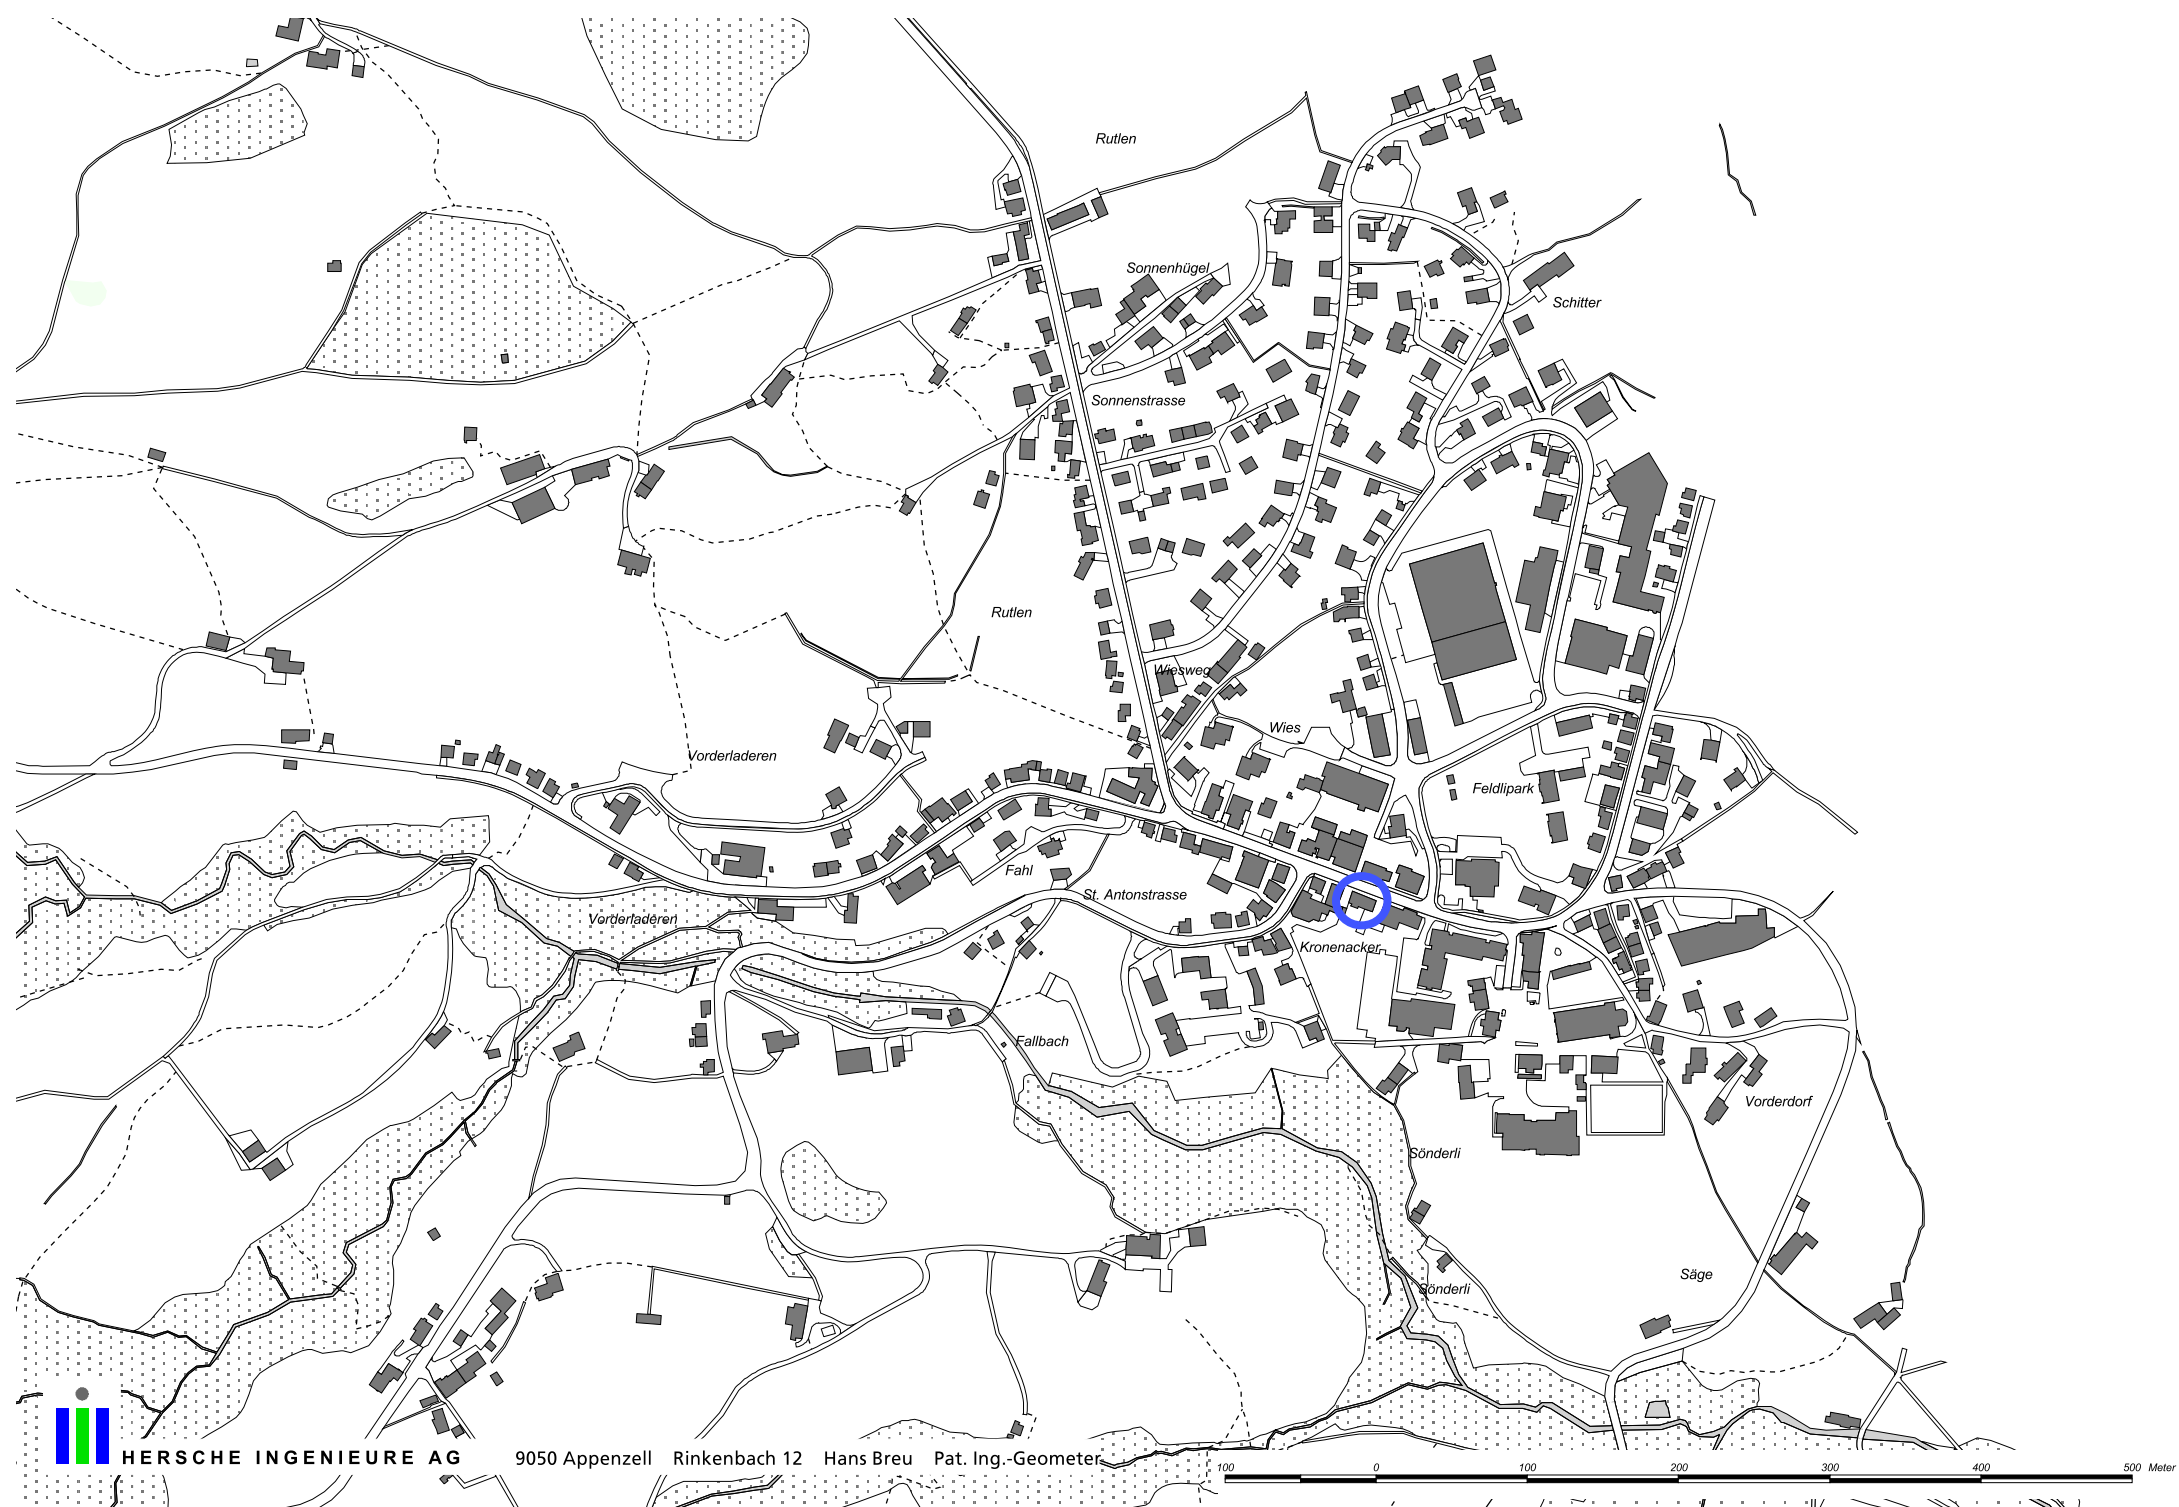 Rutlen
Sonnenhügel
Schitter
Sonnenstrasse
Rutlen
Wiesweg
Wies
Vorderladeren
Feldlipark
Fahl
St. Antonstrasse
Vorderladeren
Kronenacker
Fallbach
Vorderdorf
Sönderli
Säge
Sönderli
HERSCHE INGENIEURE AG 9050 Appenzell Rinkenbach 12 Hans Breu Pat. Ing.-Geometer
100 0 100 200 300 400 500 Meter